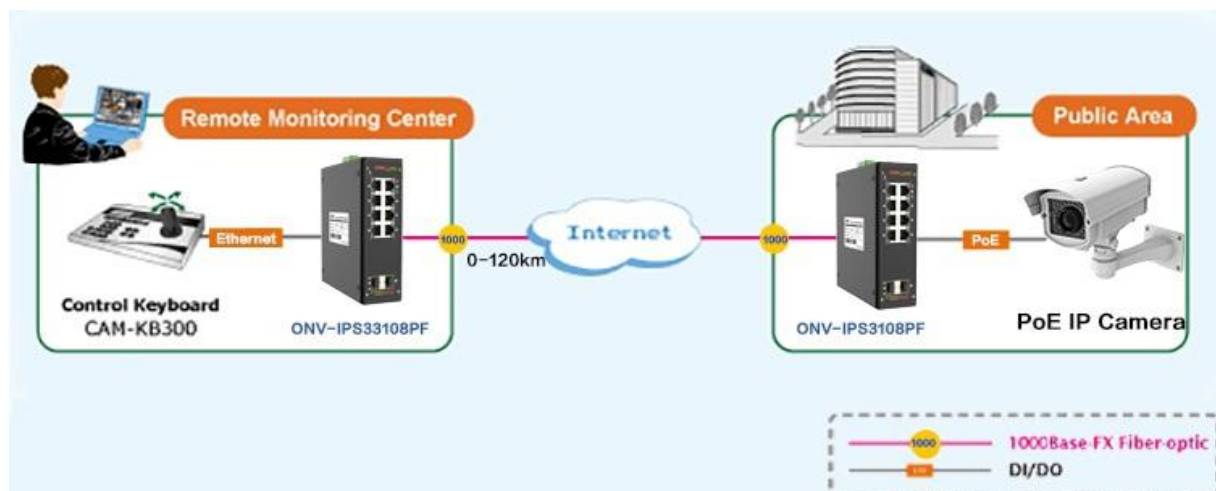 Remote Monitoring Center
Public Area
Ethernet
1000
0-120km
Internet
1000
PoE
Control Keyboard
CAM-KB300
ONV-IPS33108PF
ONV-IPS3108PF
PoE IP Camera
1000
1000Base-FX Fiber-optic
DI/DO